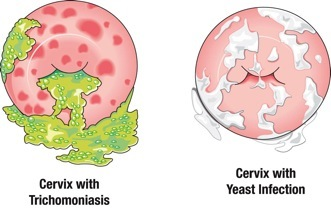 Cervix with
Trichomoniasis
Cervix with
Yeast Infection